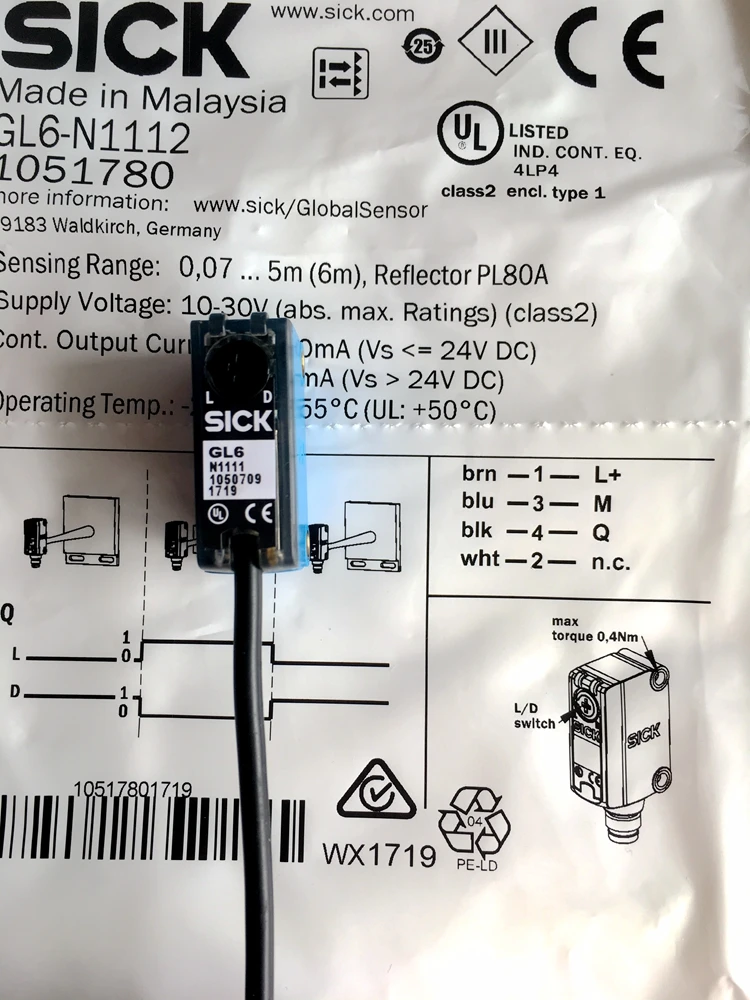 SICK
www.sick.com
25
III
CE
Made in Malaysia
GL6-N1112
1051780
UL
®
LISTED
IND. CONT. EQ.
4LP4
class2 encl. type 1
more information: www.sick/GlobalSensor
9183 Waldkirch, Germany
Sensing Range: 0,07 ... 5m (6m), Reflector PL80A
Supply Voltage: 10-30V (abs. max. Ratings) (class2)
Cont. Output Curr 0mA (Vs <= 24V DC)
mA (Vs > 24V DC)
Operating Temp.: - 55°C (UL: +50°C)
L D
SICK
GL6
N1111
1050709
1719
UL CE
brn — 1 — L+
blu — 3 — M
blk — 4 — Q
wht — 2 — n.c.
Q
L 1
0
D 1
0
max
torque 0,4Nm
L/D
switch
SICK
SICK
10517801719
WX1719
04
PE-LD